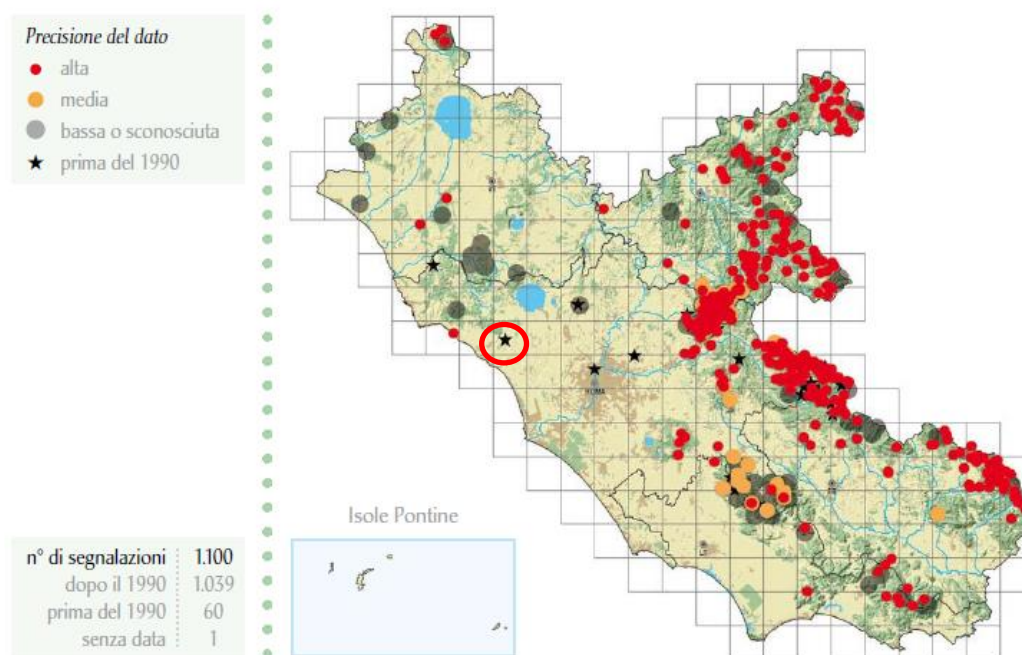 Precisione del dato
alta
media
bassa o sconosciuta
prima del 1990
ROMA
Isole Pontine
n° di segnalazioni 1.100
dopo il 1990 1.039
prima del 1990 60
senza data 1